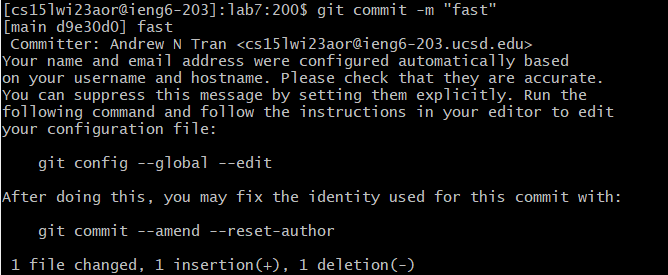 [cs15lwi23aor@ieng6-203]:lab7:200$ git commit -m "fast"
[main d9e30d0] fast
 Committer: Andrew N Tran <cs15lwi23aor@ieng6-203.ucsd.edu>
Your name and email address were configured automatically based
on your username and hostname. Please check that they are accurate.
You can suppress this message by setting them explicitly. Run the
following command and follow the instructions in your editor to edit
your configuration file:

    git config --global --edit

After doing this, you may fix the identity used for this commit with:

    git commit --amend --reset-author

 1 file changed, 1 insertion(+), 1 deletion(-)